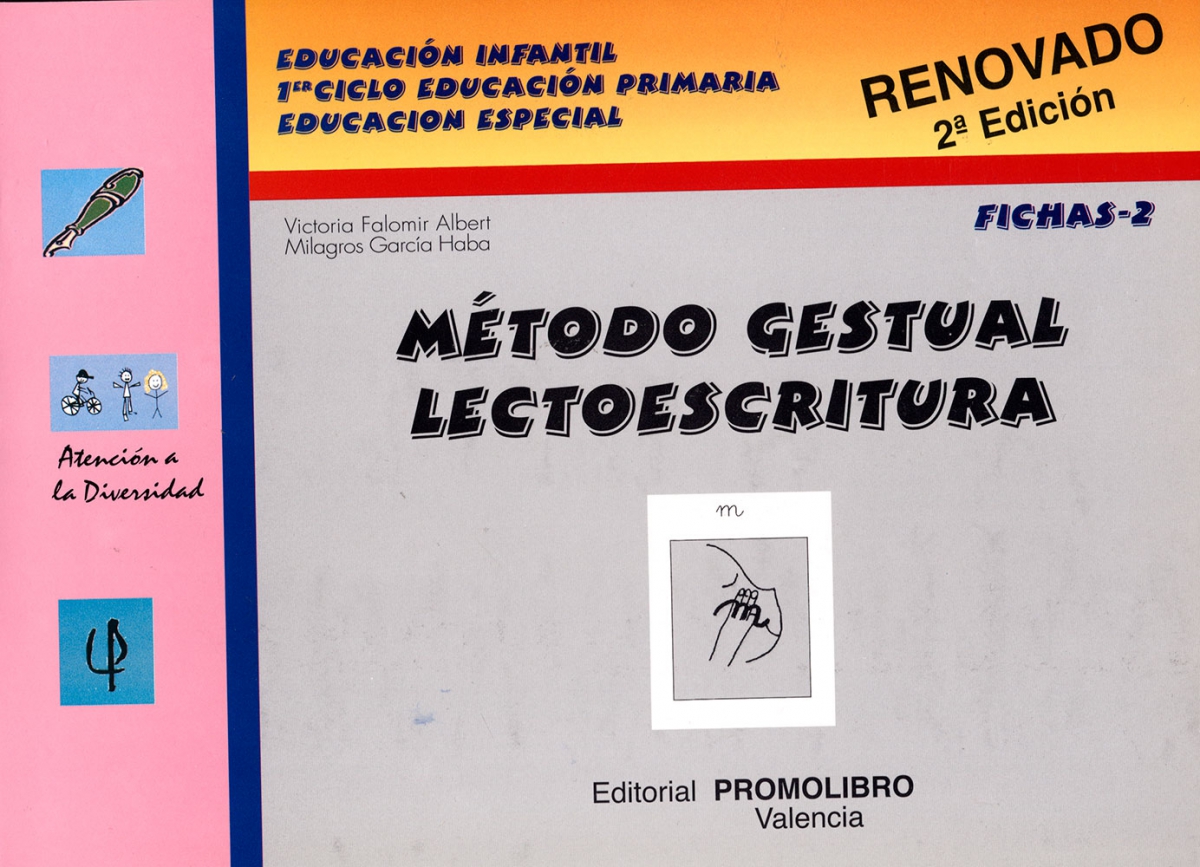 EDUCACIÓN INFANTIL
1ER CICLO EDUCACIÓN PRIMARIA
EDUCACION ESPECIAL
RENOVADO
2ª Edición
Victoria Falomir Albert
Milagros García Haba
FICHAS-2
MÉTODO GESTUAL
LECTOESCRITURA
Atención a
la Diversidad
m
m
Editorial PROMOLIBRO
Valencia